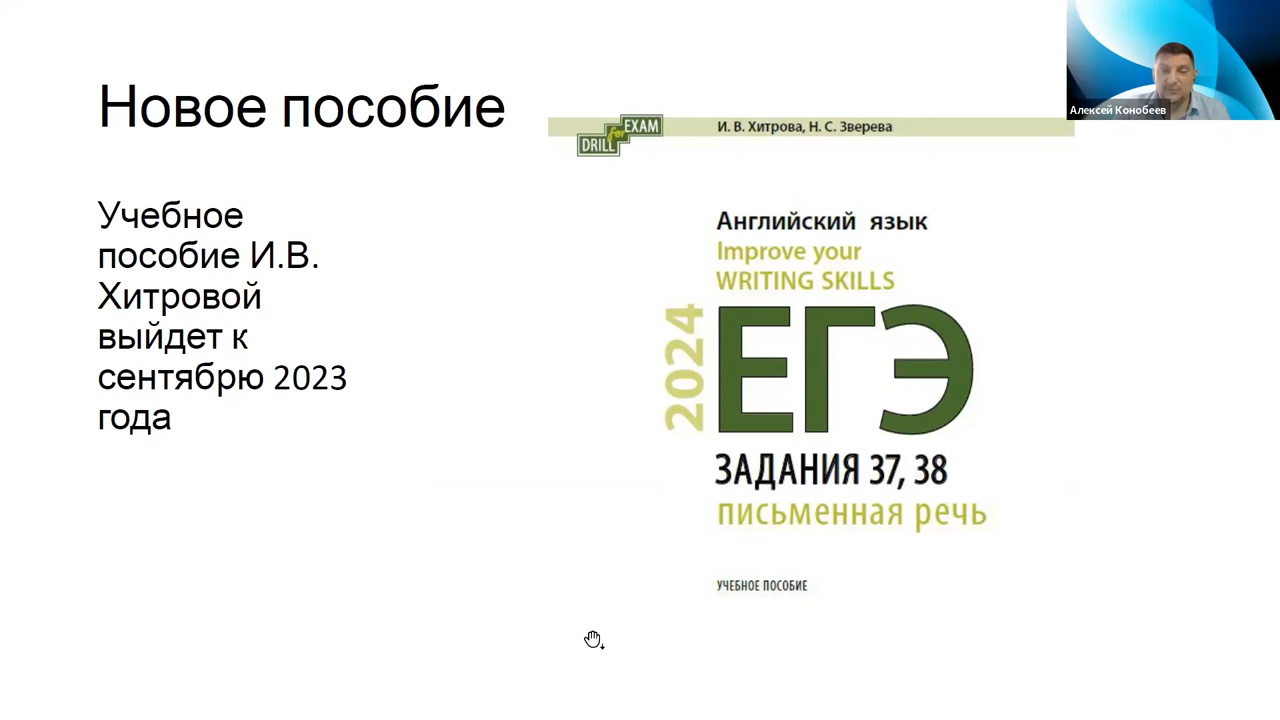 Новое пособие
Учебное
пособие И.В.
Хитровой
выйдет к
сентябрю 2023
года
DRILL for EXAM
И. В. Хитрова, Н. С. Зверева
Английский язык
Improve your
WRITING SKILLS
2024
ЕГЭ
ЗАДАНИЯ 37, 38
письменная речь
УЧЕБНОЕ ПОСОБИЕ
Алексей Конобеев